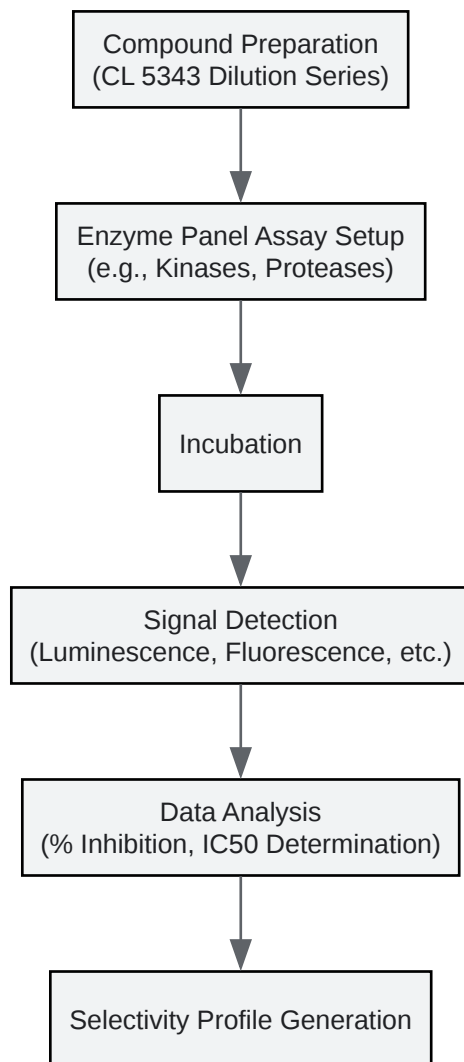 Compound Preparation
(CL 5343 Dilution Series)
Enzyme Panel Assay Setup
(e.g., Kinases, Proteases)
Incubation
Signal Detection
(Luminescence, Fluorescence, etc.)
Data Analysis
(% Inhibition, IC50 Determination)
Selectivity Profile Generation